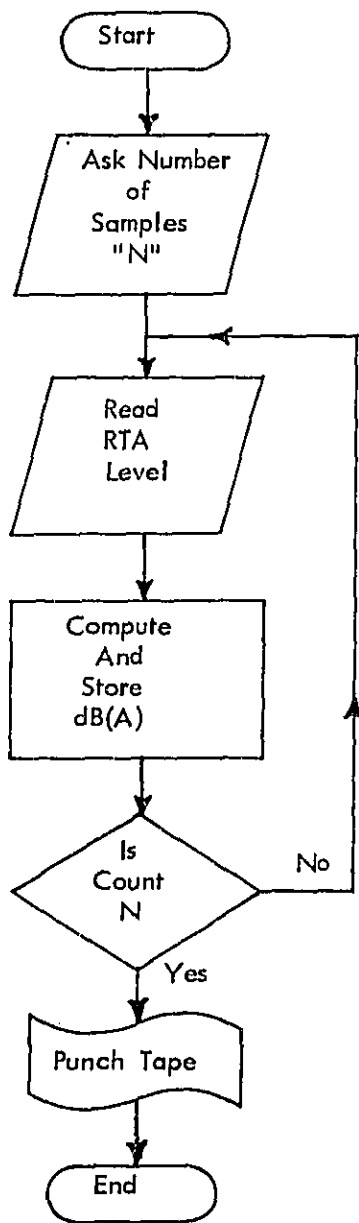 Start
Ask Number
of
Samples
"N"
Read
RTA
Level
Compute
And
Store
dB(A)
Is
Count
N
No
Yes
Punch Tape
End